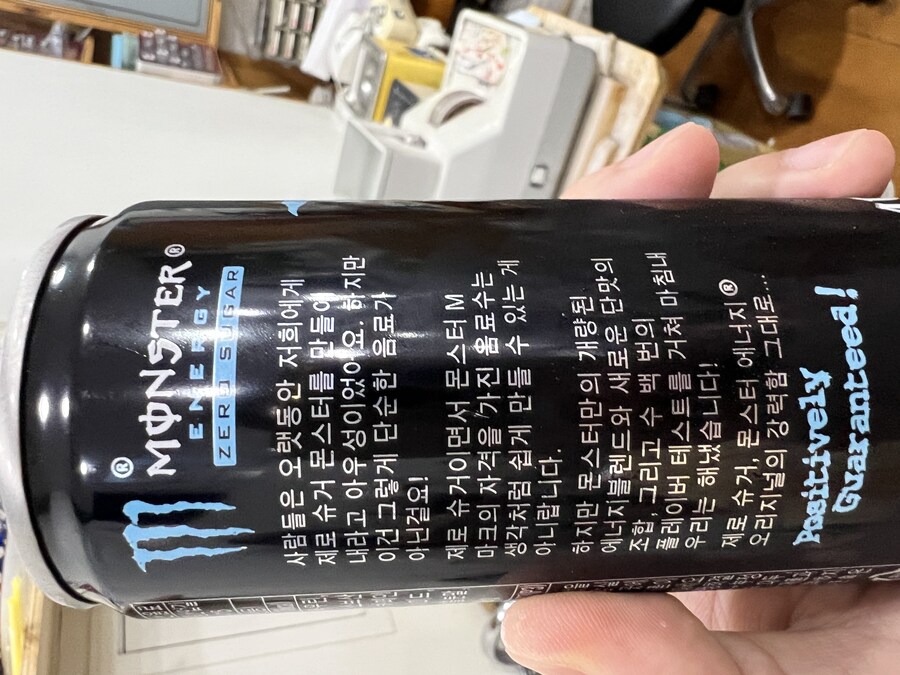 MONSTER®
ENERGY
ZERO SUGAR
사람들은 오랫동안 저희에게
제로 슈거 몬스터를 만들어
내라고 아우성이었어요. 하지만
이건 그렇게 단순한 음료가
아닌걸요!
제로 슈거이면서 몬스터 M
마크의 자격을 가진 음료수는
생각처럼 쉽게 만들 수 있는 게
아니랍니다.
하지만 몬스터만의 개량된
에너지블렌드와 새로운 단맛의
조합, 그리고 수 백 번의
플레이버 테스트를 거쳐 마침내
우리는 해냈습니다!
제로 슈거, 몬스터 에너지®
오리지널의 강력함 그대로...
Positively
Guaranteed!